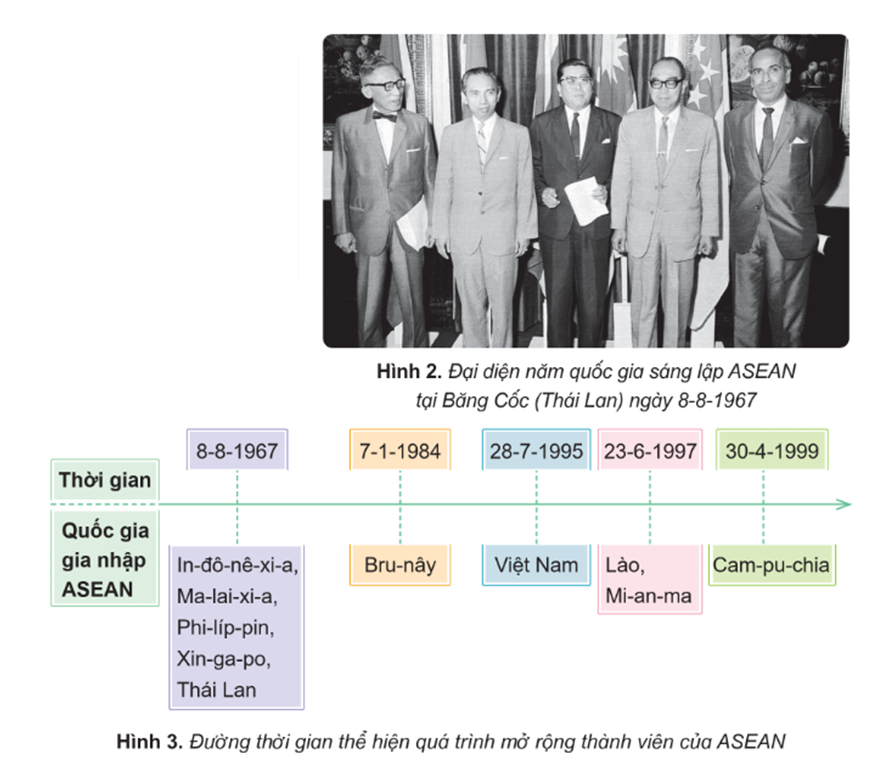 Hình 2. Đại diện năm quốc gia sáng lập ASEAN
tại Băng Cốc (Thái Lan) ngày 8-8-1967
8-8-1967
7-1-1984
28-7-1995
23-6-1997
30-4-1999
Thời gian
Quốc gia
gia nhập
ASEAN
In-đô-nê-xi-a,
Ma-lai-xi-a,
Phi-líp-pin,
Xin-ga-po,
Thái Lan
Bru-nây
Việt Nam
Lào,
Mi-an-ma
Cam-pu-chia
Hình 3. Đường thời gian thể hiện quá trình mở rộng thành viên của ASEAN